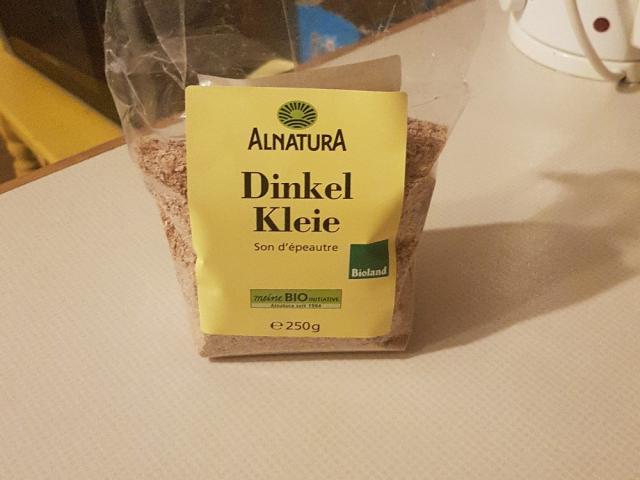 ALNATURA
Dinkel
Kleie
Son d'épeautre
Bioland
meine BIO INITIATIVE
Alnatura seit 1984
℮ 250g